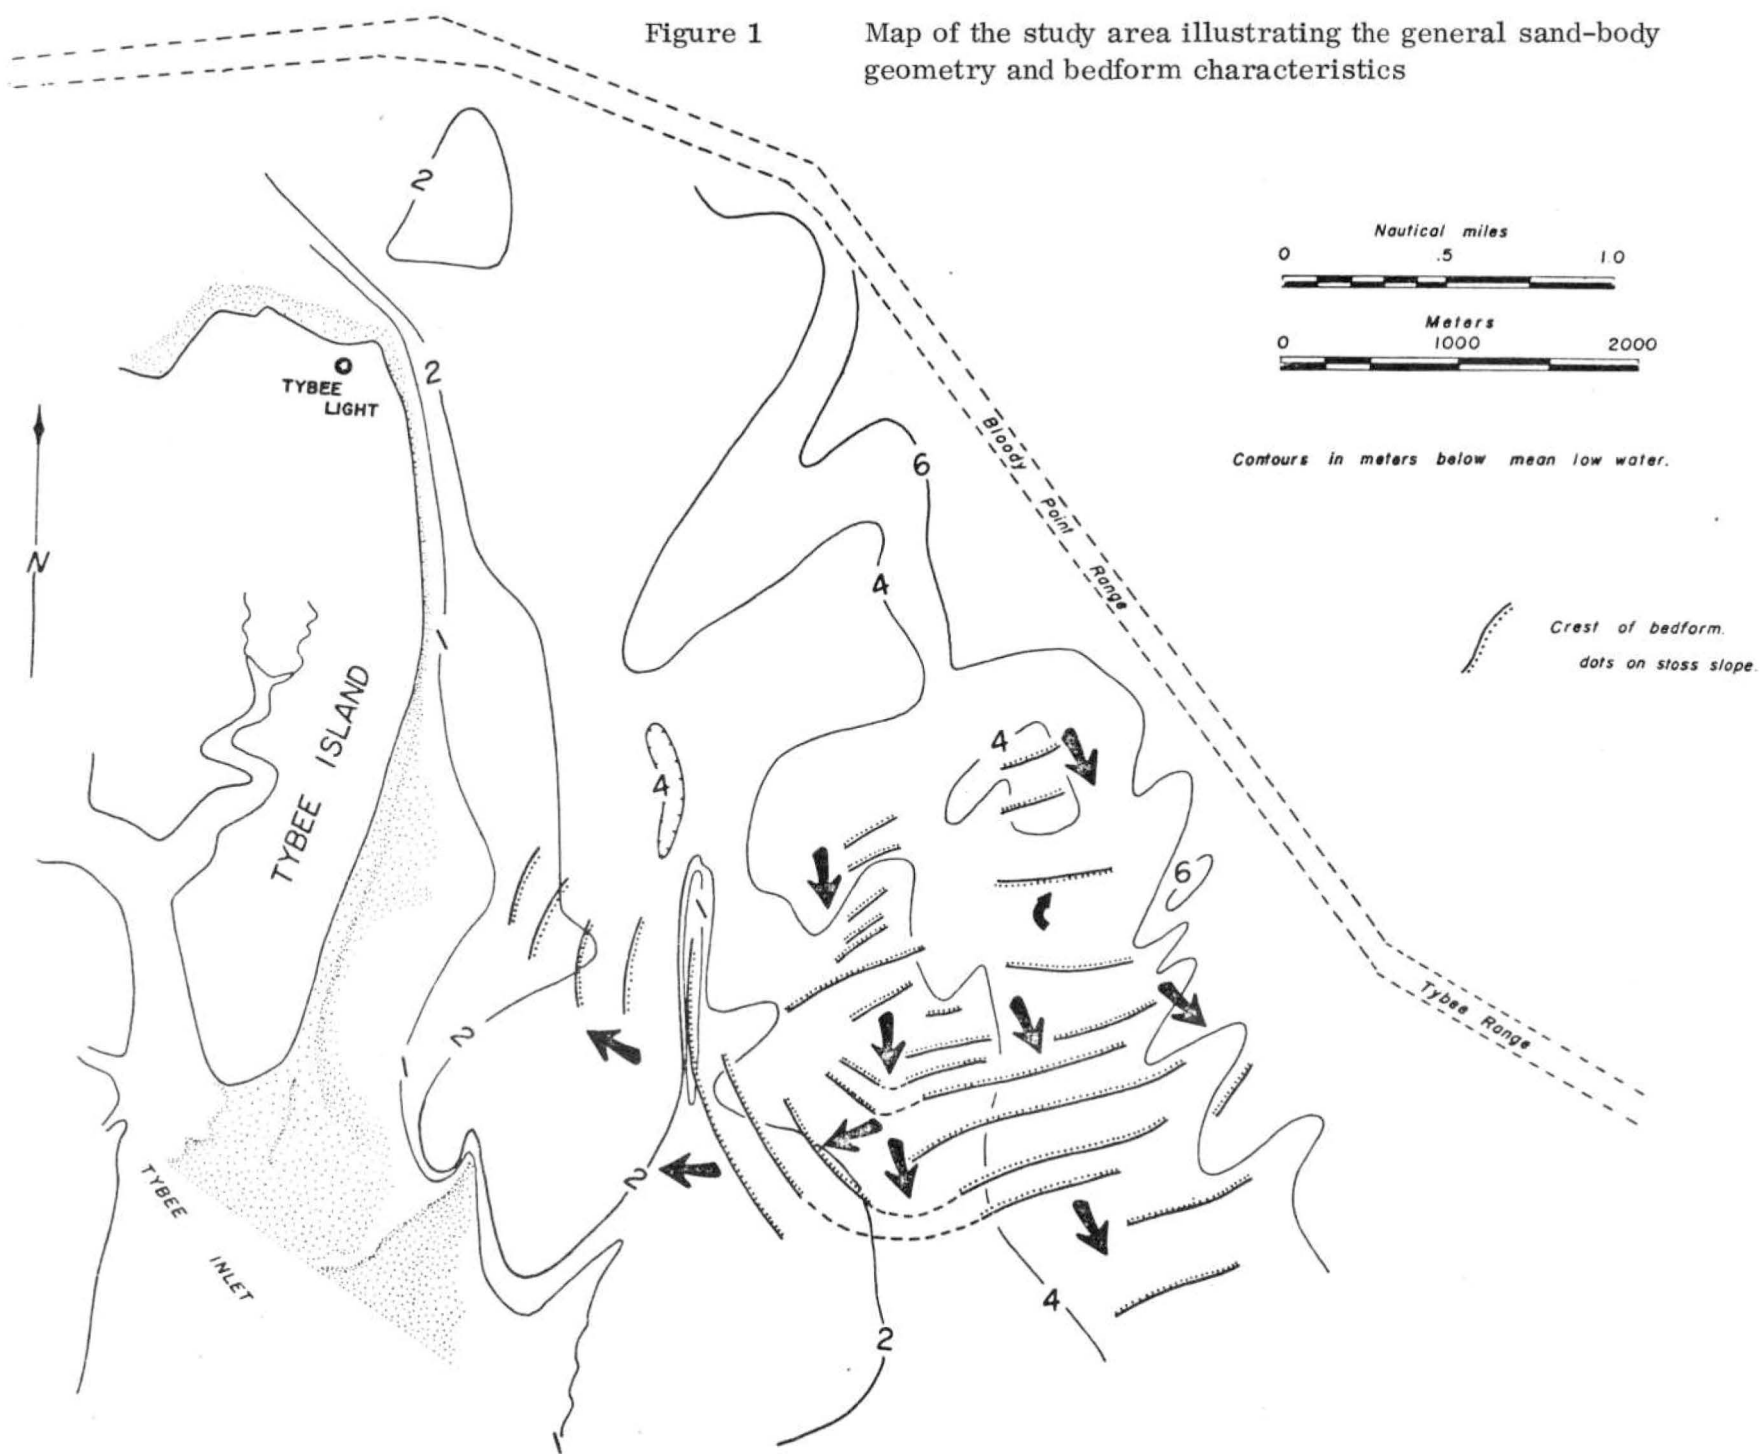 Figure 1
Map of the study area illustrating the general sand-body
geometry and bedform characteristics
2
Nautical miles
0 .5 1.0
Meters
0 1000 2000
Contours in meters below mean low water.
TYBEE
LIGHT
2
6
Bloody
Point
Range
N
4
1
Crest of bedform.
dots on stoss slope.
TYBEE ISLAND
4
4
6
1
2
1
Tybee Range
2
TYBEE
INLET
4
2
1